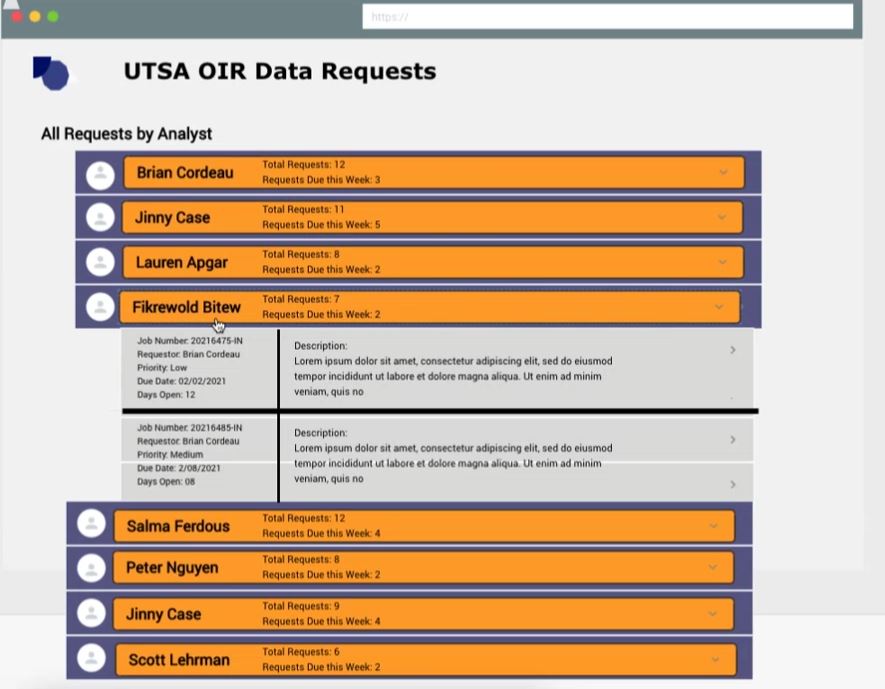 https://
UTSA OIR Data Requests
All Requests by Analyst
Brian Cordeau
Total Requests: 12
Requests Due this Week: 3
Jinny Case
Total Requests: 11
Requests Due this Week: 5
Lauren Apgar
Total Requests: 8
Requests Due this Week: 2
Fikrewold Bitew
Total Requests: 7
Requests Due this Week: 2
Job Number: 20216475-IN
Requestor: Brian Cordeau
Priority: Low
Due Date: 02/02/2021
Days Open: 12
Description:
Lorem ipsum dolor sit amet, consectetur adipiscing elit, sed do eiusmod
tempor incididunt ut labore et dolore magna aliqua. Ut enim ad minim
veniam, quis no
Job Number: 20216485-IN
Requestor: Brian Cordeau
Priority: Medium
Due Date: 2/08/2021
Days Open: 08
Description:
Lorem ipsum dolor sit amet, consectetur adipiscing elit, sed do eiusmod
tempor incididunt ut labore et dolore magna aliqua. Ut enim ad minim
veniam, quis no
Salma Ferdous
Total Requests: 12
Requests Due this Week: 4
Peter Nguyen
Total Requests: 8
Requests Due this Week: 2
Jinny Case
Total Requests: 9
Requests Due this Week: 4
Scott Lehrman
Total Requests: 6
Requests Due this Week: 2